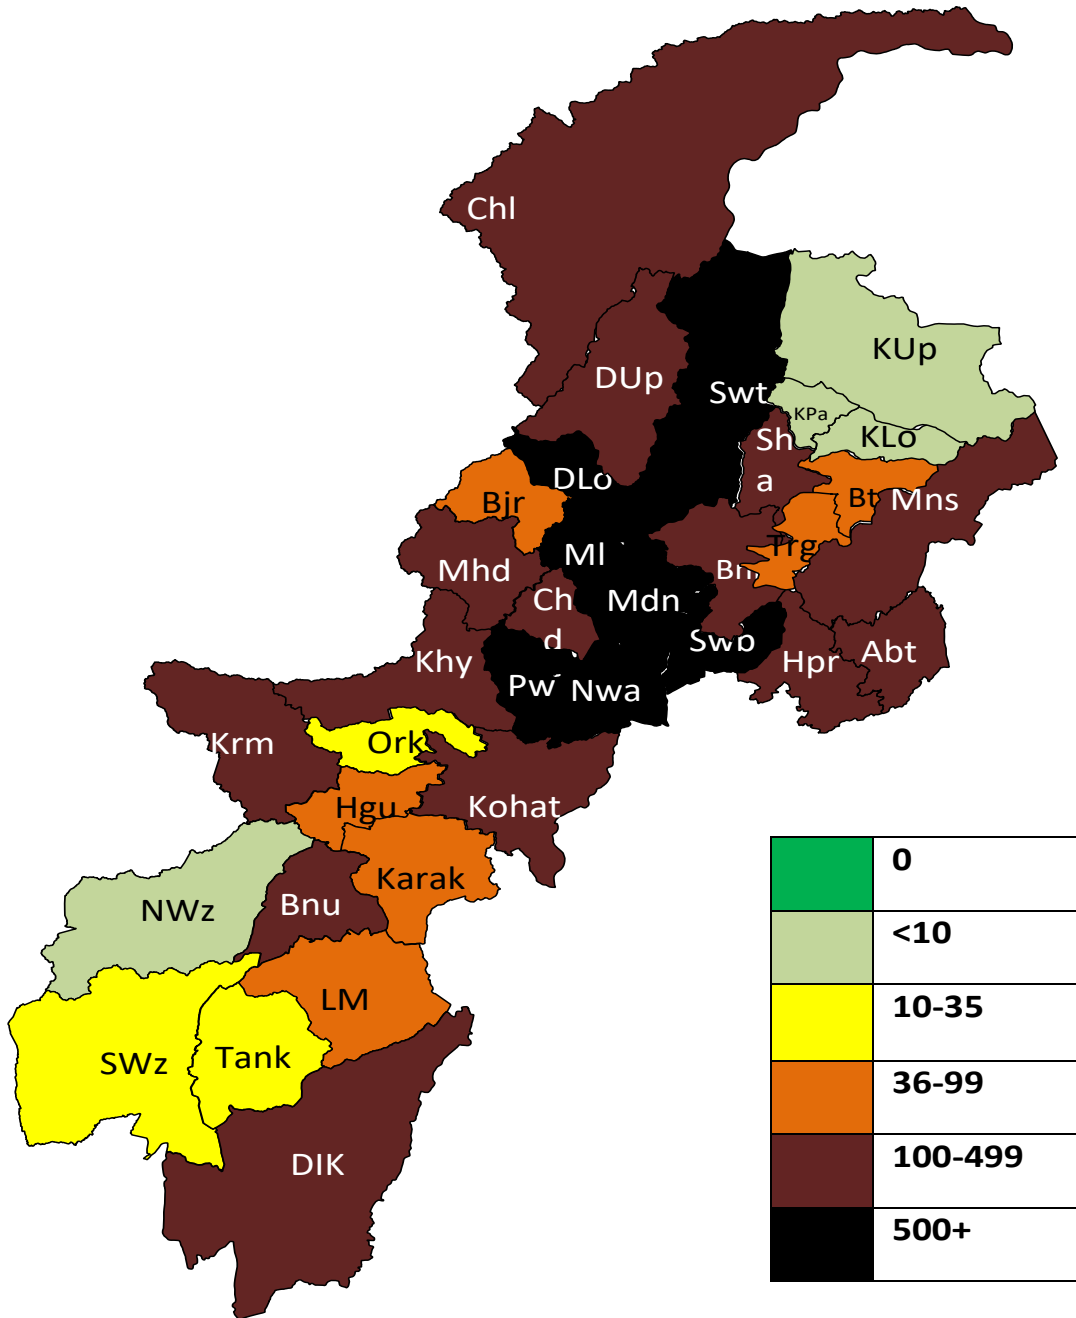 Chl
KUp
DUp
Swt
KPa
Sh
a
KLo
DLo
Bjr
Bt
Mns
Trg
Ml
Mhd
Bn
Ch
d
Mdn
Swb
Khy
Hpr
Abt
Pw
Nwa
Krm
Ork
Hgu
Kohat
Karak
NWz
Bnu
LM
SWz
Tank
DIK
0
<10
10-35
36-99
100-499
500+